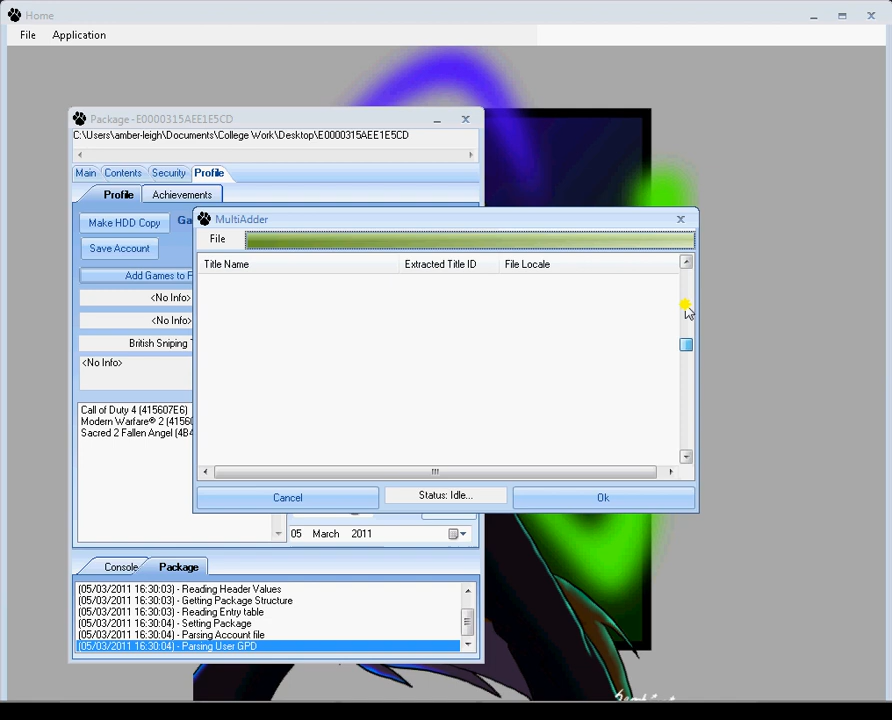 Home
File Application
Package - E0000315AEE1E5CD
C:\Users\amber-leigh\Documents\College Work\Desktop\E0000315AEE1E5CD
Main Contents Security Profile
Profile Achievements
Make HDD Copy
Save Account
Add Games to
<No Info>
<No Info>
British Sniping
<No Info>
Call of Duty 4 (415607E6)
Modern Warfare® 2
Sacred 2 Fallen Angel
MultiAdder
File
Title Name Extracted Title ID File Locale
Cancel Status: Idle... Ok
05 March 2011
Console Package
(05/03/2011 16:30:03) - Reading Header Values
(05/03/2011 16:30:03) - Getting Package Structure
(05/03/2011 16:30:03) - Reading Entry table
(05/03/2011 16:30:04) - Setting Package
(05/03/2011 16:30:04) - Parsing Account file
(05/03/2011 16:30:04) - Parsing User GPD